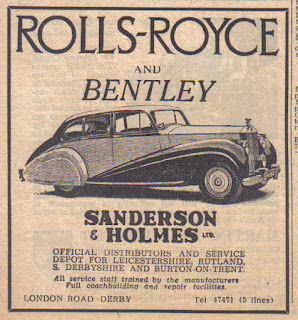 ROLLS-ROYCE
AND
BENTLEY
SANDERSON
& HOLMES LTD.
OFFICIAL DISTRIBUTORS AND SERVICE
DEPOT FOR LEICESTERSHIRE, RUTLAND,
S. DERBYSHIRE AND BURTON-ON-TRENT.
All service staff trained by the manufacturers
Full coachbuilding and repair facilities.
LONDON ROAD DERBY Tel 47471 (5 lines)